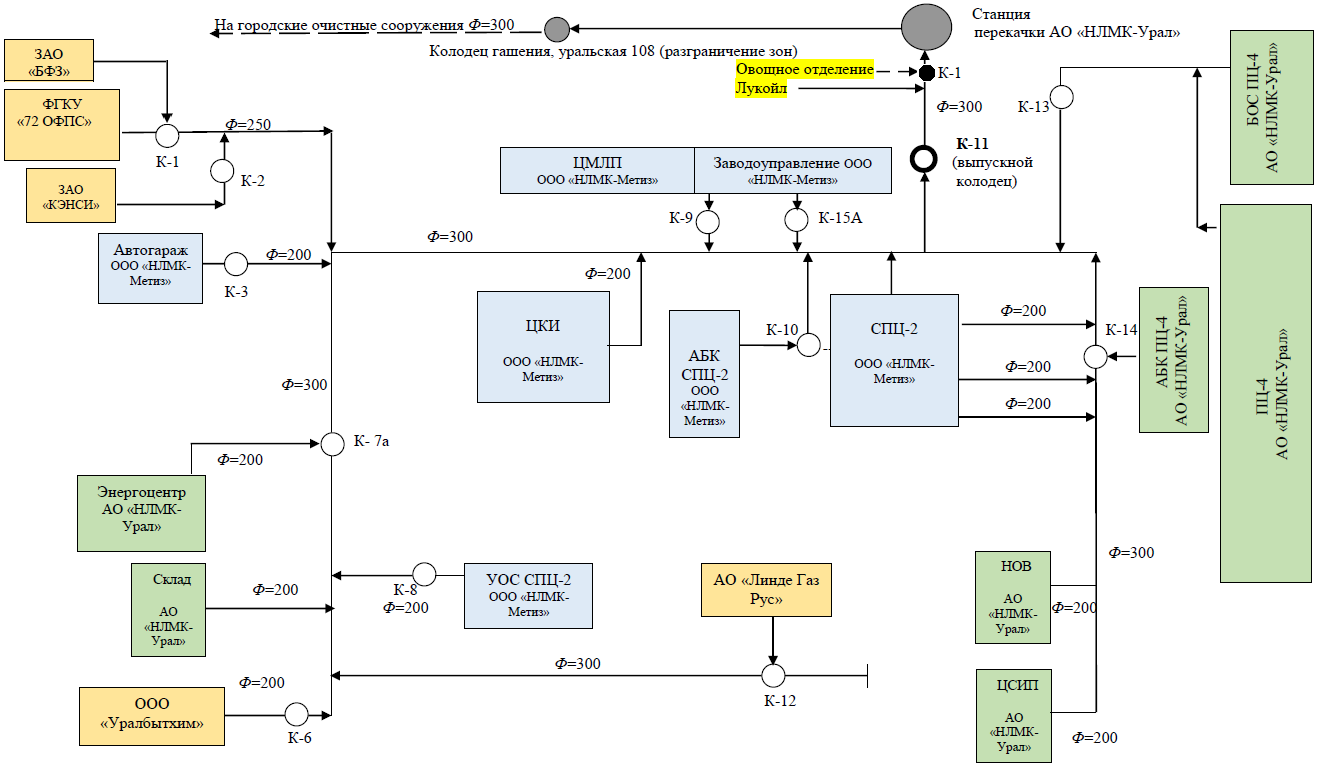 На городские очистные сооружения Ф=300
Станция
перекачки АО «НЛМК-Урал»
Колодец гашения, уральская 108 (разграничение зон)
ЗАО
«БФЗ»
Овощное отделение
Лукойл
К-1
ФГКУ
«72 ОФПС»
Ф=250
К-1
К-2
Ф=300
К-13
БОС ПЦ-4
АО «НЛМК-Урал»
К-11
(выпускной
колодец)
ЦМЛП
ООО «НЛМК-Метиз»
Заводоуправление ООО
«НЛМК-Метиз»
ЗАО
«КЭНСИ»
К-9
К-15А
Автогараж
ООО «НЛМК-
Метиз»
Ф=200
К-3
Ф=300
Ф=200
ЦКИ
ООО «НЛМК-
Метиз»
АБК
СПЦ-2
ООО
«НЛМК-
Метиз»
К-10
СПЦ-2
ООО «НЛМК-
Метиз»
Ф=200
Ф=200
Ф=200
К-14
АБК ПЦ-4
АО «НЛМК-Урал»
ПЦ-4
АО «НЛМК-Урал»
Ф=300
К- 7а
Ф=200
Энергоцентр
АО «НЛМК-
Урал»
Склад
АО
«НЛМК-
Урал»
Ф=200
К-8
Ф=200
УОС СПЦ-2
ООО «НЛМК-
Метиз»
АО «Линде Газ
Рус»
Ф=300
К-12
НОВ
АО
«НЛМК-
Урал»
Ф=300
Ф=200
ЦСИП
АО
«НЛМК-
Урал»
Ф=200
ООО
«Уралбытхим»
Ф=200
К-6